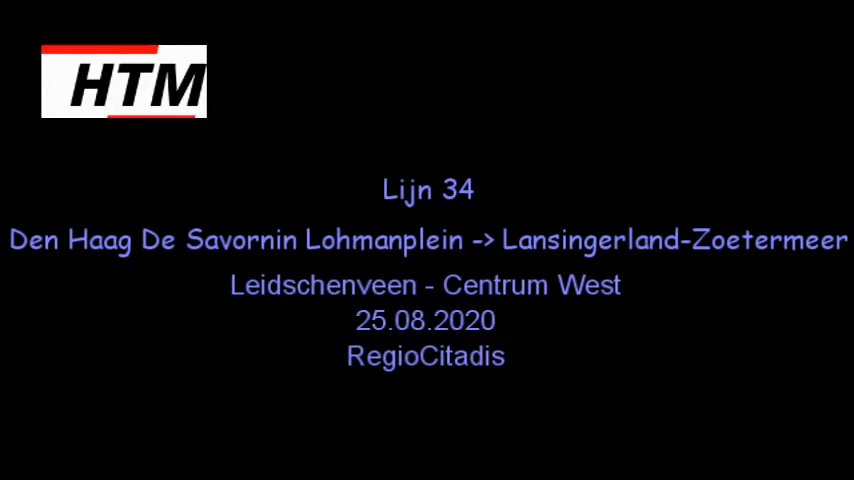 HTM
Lijn 34
Den Haag De Savornin Lohmanplein -> Lansingerland-Zoetermeer
Leidschenveen - Centrum West
25.08.2020
RegioCitadis